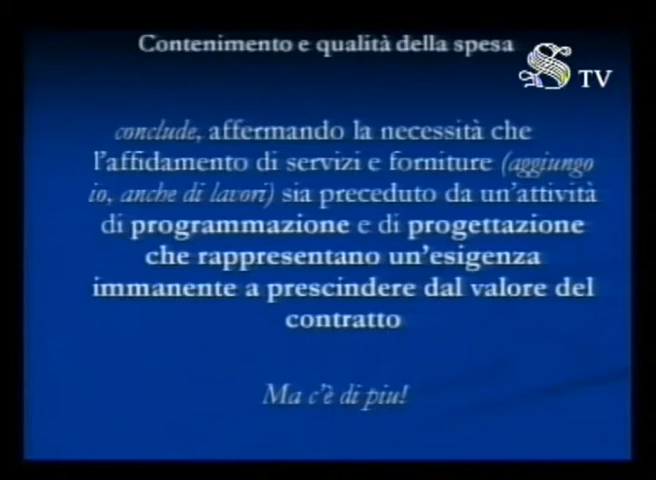 Contenimento e qualità della spesa
S TV
conclude, affermando la necessità che
l'affidamento di servizi e forniture (aggiungo
io, anche di lavori) sia preceduto da un'attività
di programmazione e di progettazione
che rappresentano un'esigenza
immanente a prescindere dal valore del
contratto
Ma c'è di piu!